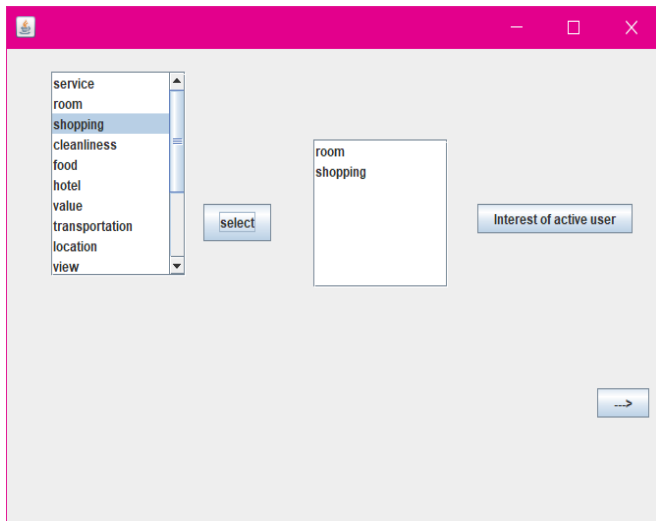 service
room
shopping
cleanliness
food
hotel
value
transportation
location
view
select
room
shopping
Interest of active user
--->